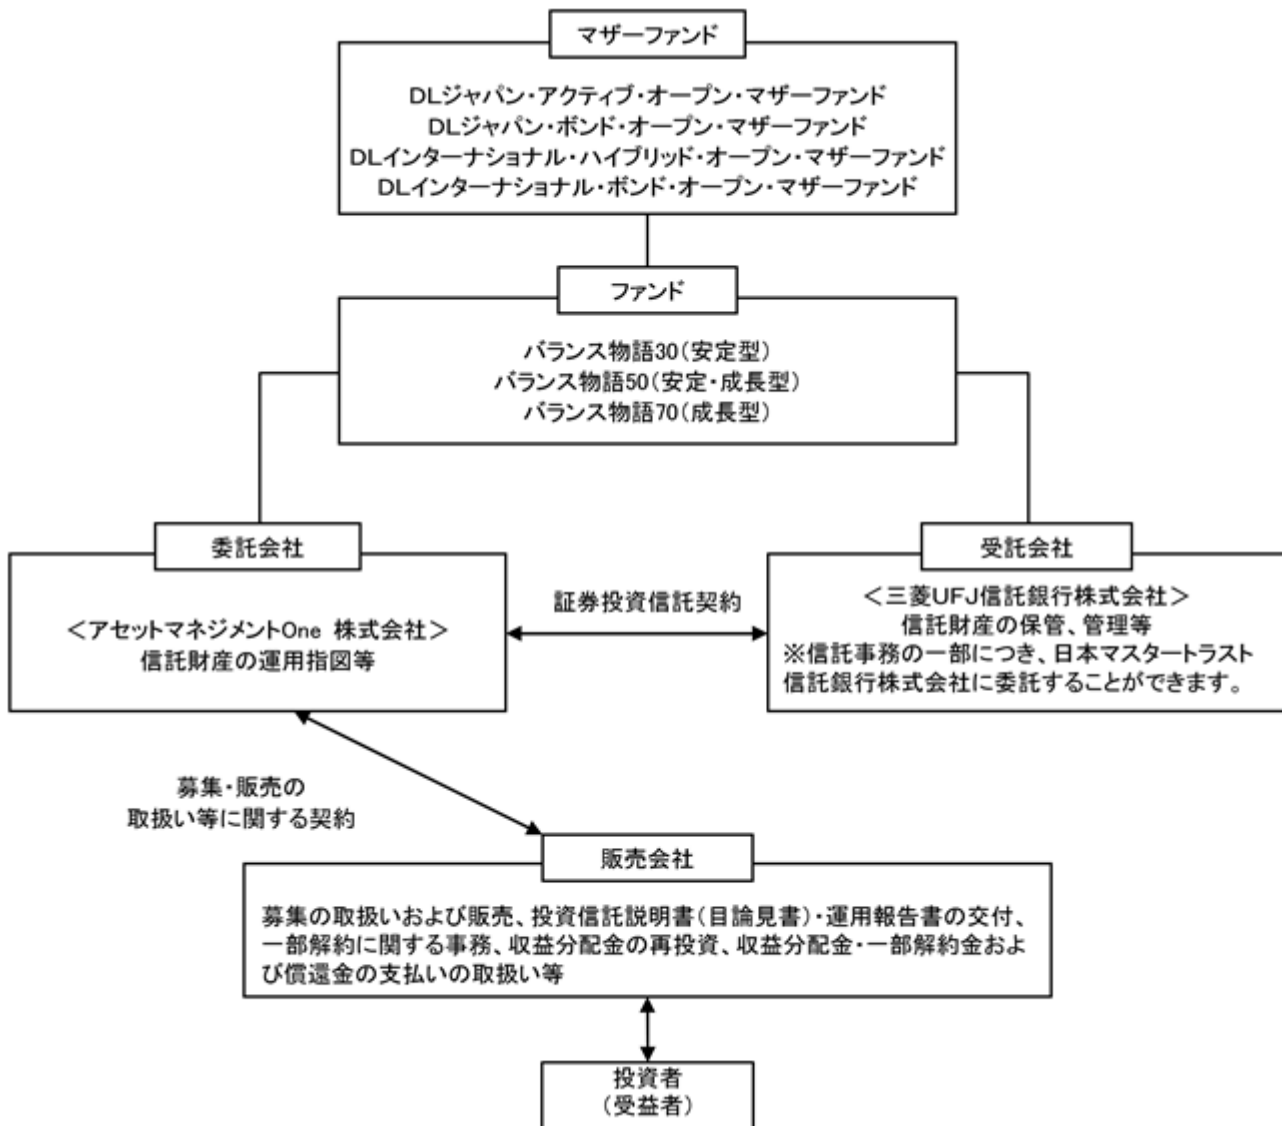 マザーファンド
DLジャパン・アクティブ・オープン・マザーファンド
DLジャパン・ボンド・オープン・マザーファンド
DLインターナショナル・ハイブリッド・オープン・マザーファンド
DLインターナショナル・ボンド・オープン・マザーファンド
ファンド
バランス物語30(安定型)
バランス物語50(安定・成長型)
バランス物語70(成長型)
委託会社
<アセットマネジメントOne 株式会社>
信託財産の運用指図等
証券投資信託契約
受託会社
<三菱UFJ信託銀行株式会社>
信託財産の保管、管理等
※信託事務の一部につき、日本マスタートラスト
信託銀行株式会社に委託することができます。
募集・販売の
取扱い等に関する契約
販売会社
募集の取扱いおよび販売、投資信託説明書(目論見書)・運用報告書の交付、
一部解約に関する事務、収益分配金の再投資、収益分配金・一部解約金およ
び償還金の支払いの取扱い等
投資者
(受益者)